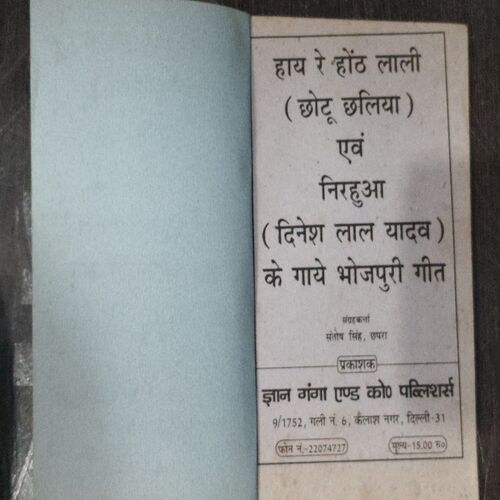 हाय रे होंठ लाली
( छोटू छलिया )
एवं
निरहुआ
( दिनेश लाल यादव )
के गाये भोजपुरी गीत
संग्रहकर्त्ता
संतोष सिंह, छपरा
प्रकाशक
ज्ञान गंगा एण्ड को० पब्लिशर्स
9/1752, गली नं. 6, कैलाश नगर, दिल्ली-31
फोन नं.-22074727 मूल्य-15.00 रु०